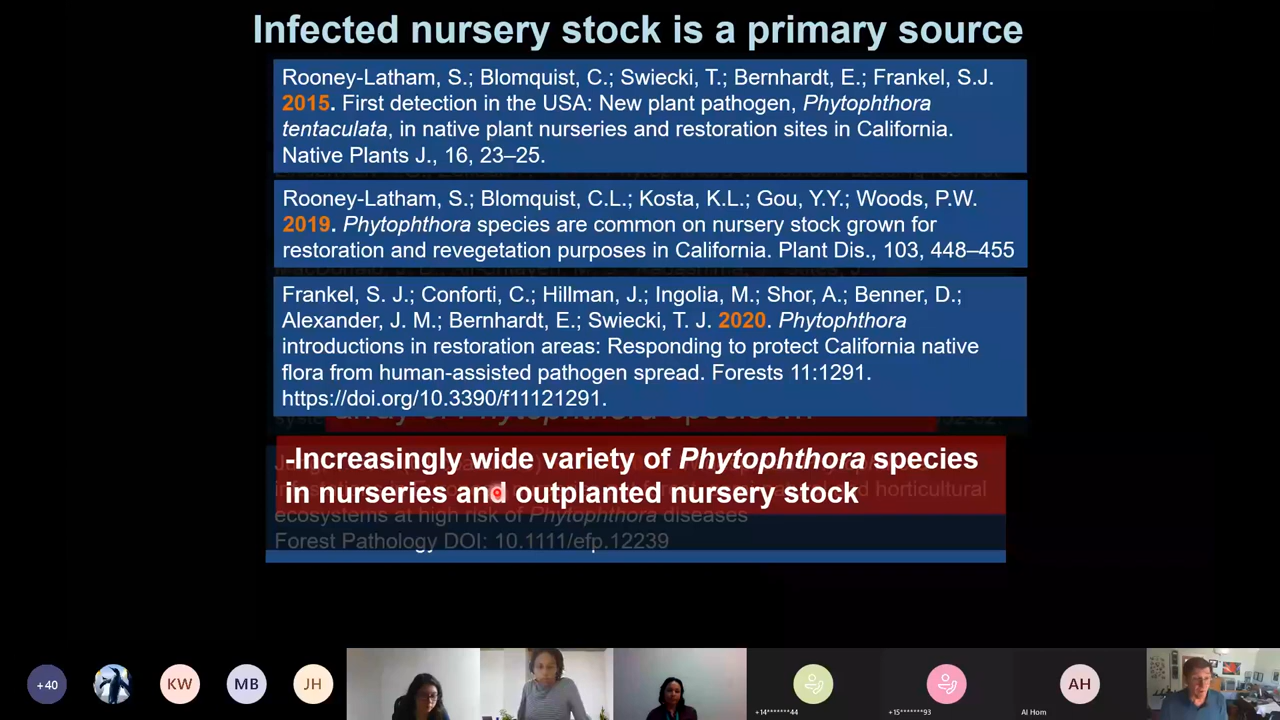 Infected nursery stock is a primary source
Rooney-Latham, S.; Blomquist, C.; Swiecki, T.; Bernhardt, E.; Frankel, S.J.
2015. First detection in the USA: New plant pathogen, Phytophthora
tentaculata, in native plant nurseries and restoration sites in California.
Native Plants J., 16, 23–25.
Rooney-Latham, S.; Blomquist, C.L.; Kosta, K.L.; Gou, Y.Y.; Woods, P.W.
2019. Phytophthora species are common on nursery stock grown for
restoration and revegetation purposes in California. Plant Dis., 103, 448–455
Frankel, S. J.; Conforti, C.; Hillman, J.; Ingolia, M.; Shor, A.; Benner, D.;
Alexander, J. M.; Bernhardt, E.; Swiecki, T. J. 2020. Phytophthora
introductions in restoration areas: Responding to protect California native
flora from human-assisted pathogen spread. Forests 11:1291.
https://doi.org/10.3390/f11121291.
-Increasingly wide variety of Phytophthora species
in nurseries and outplanted nursery stock
horticultural
ecosystems at high risk of Phytophthora diseases
Forest Pathology DOI: 10.1111/efp.12239
+40
KW
MB
JH
+14*******44
+15*******93
AH
Al Hom